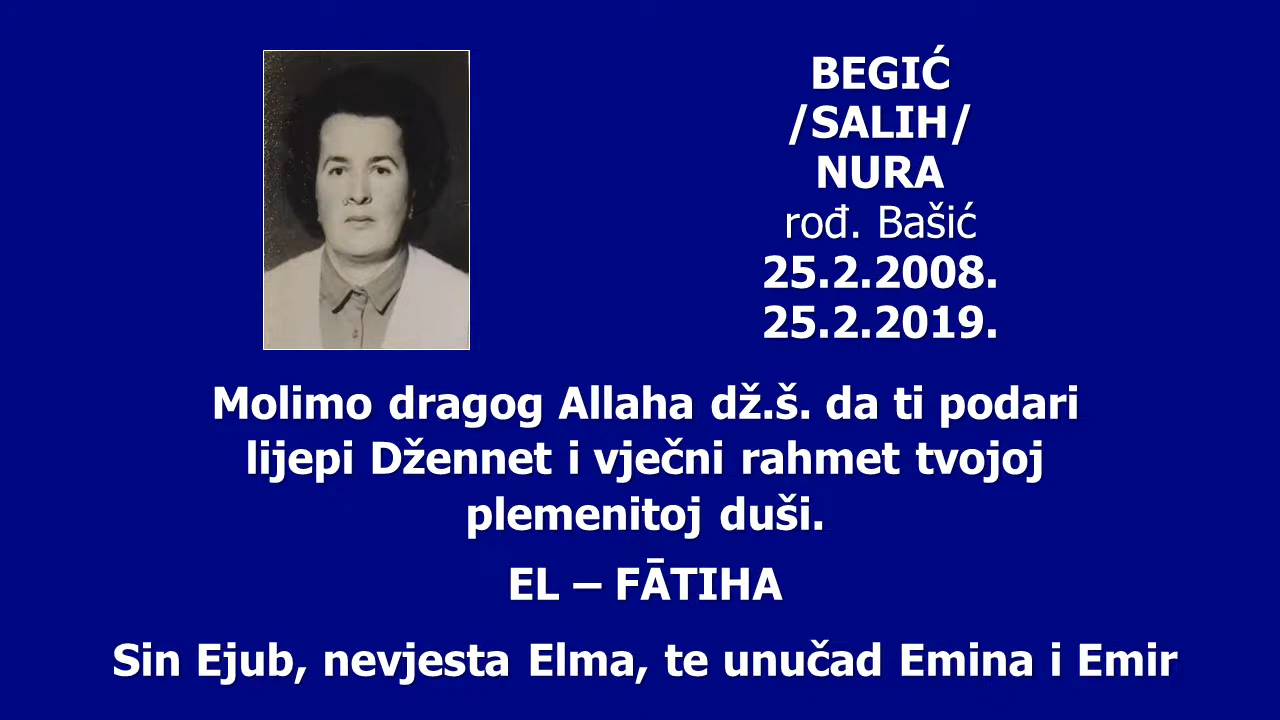 BEGIĆ
/SALIH/
NURA
rođ. Bašić
25.2.2008.
25.2.2019.
Molimo dragog Allaha dž.š. da ti podari
lijepi Džennet i vječni rahmet tvojoj
plemenitoj duši.
EL – FĀTIHA
Sin Ejub, nevjesta Elma, te unučad Emina i Emir